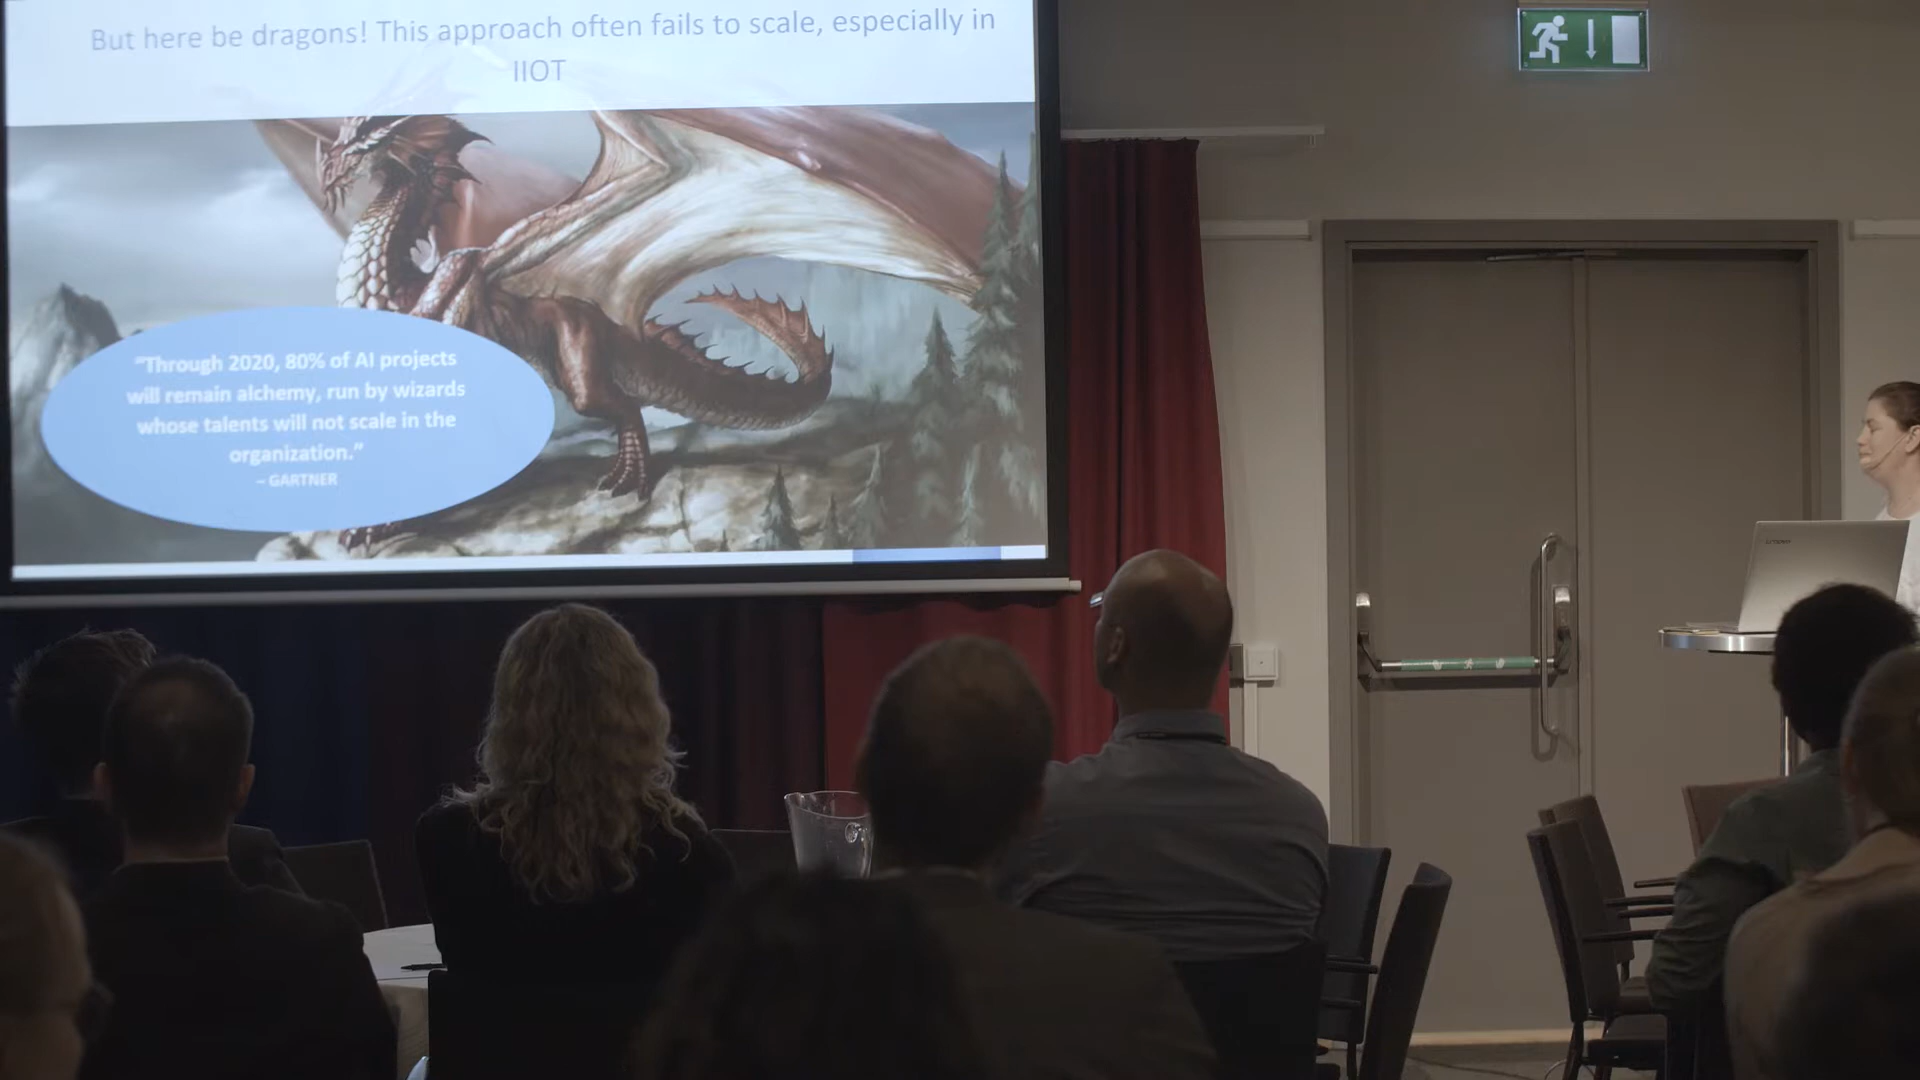 But here be dragons! This approach often fails to scale, especially in
IIOT
"Through 2020, 80% of AI projects
will remain alchemy, run by wizards
whose talents will not scale in the
organization."
– GARTNER